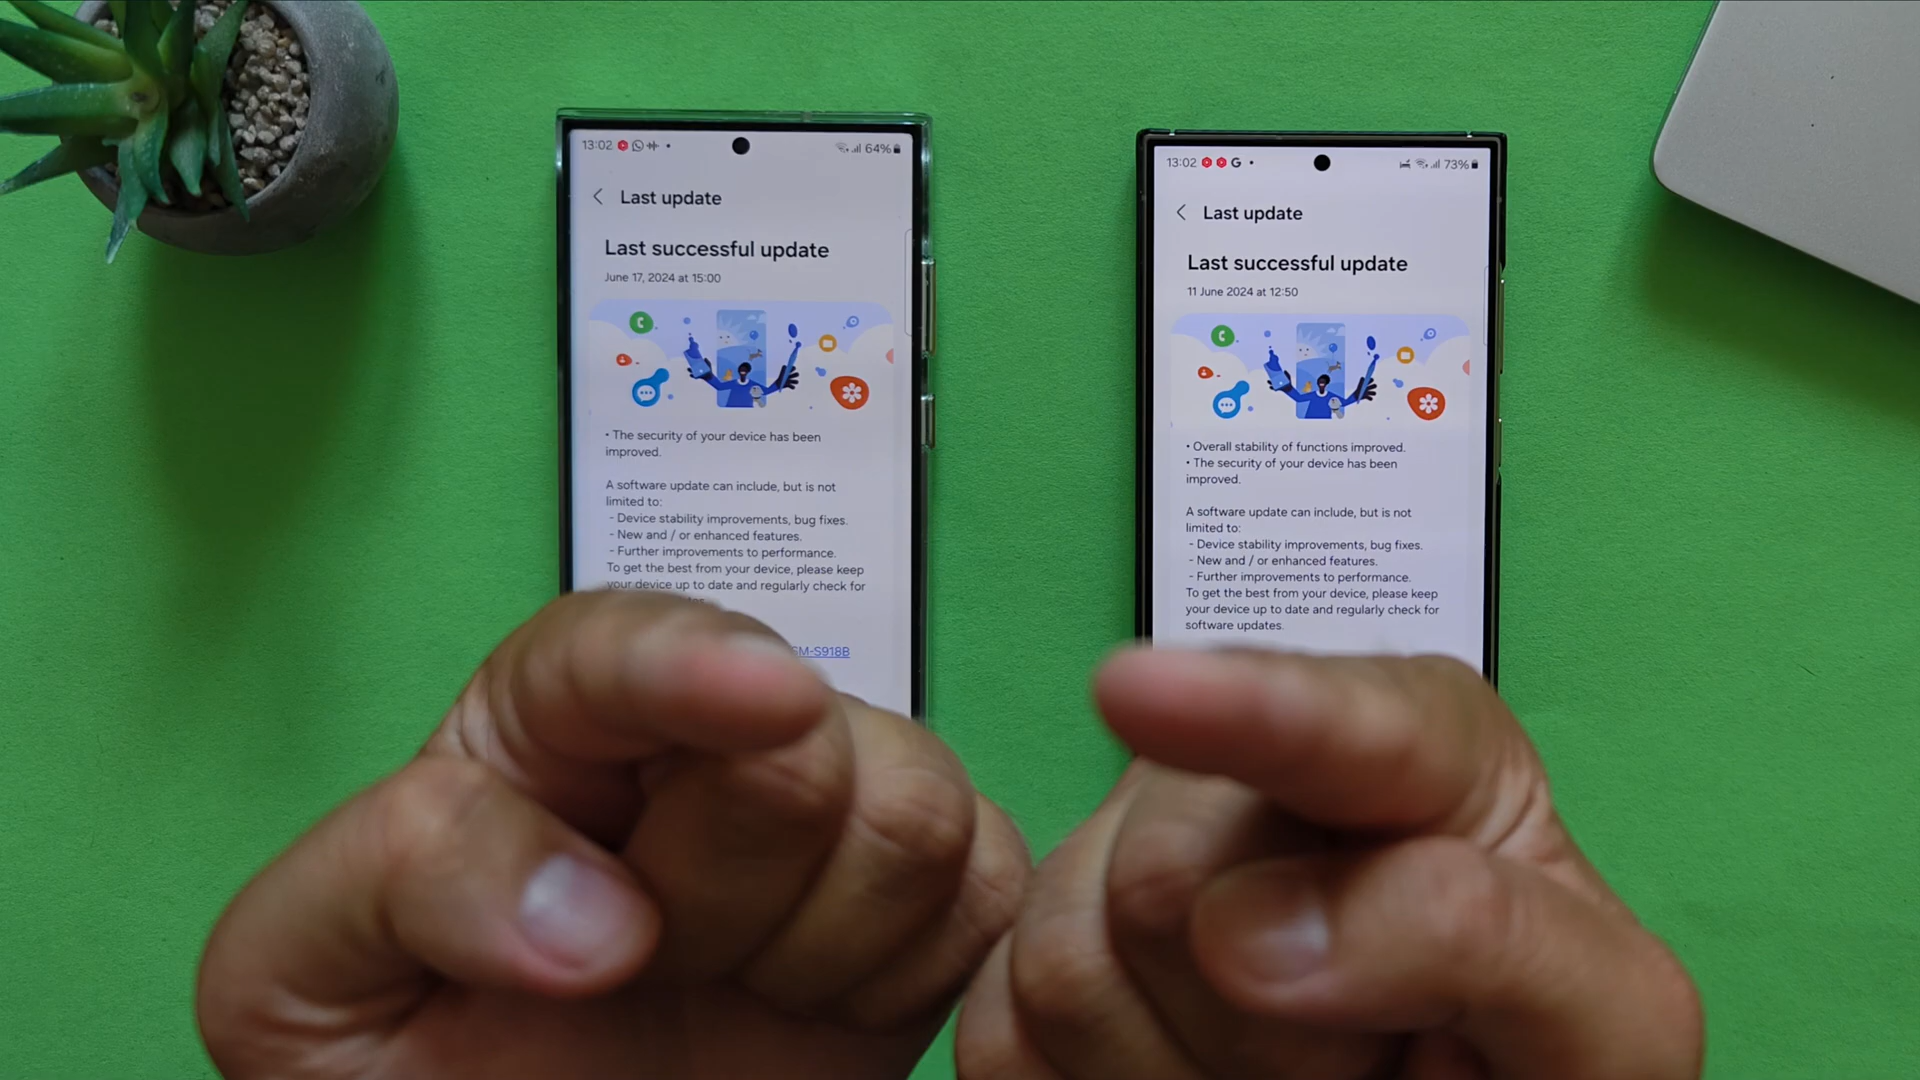 13:02
64%
Last update
Last successful update
June 17, 2024 at 15:00
• The security of your device has been
improved.
A software update can include, but is not
limited to:
- Device stability improvements, bug fixes.
- New and / or enhanced features.
- Further improvements to performance.
To get the best from your device, please keep
your device up to date and regularly check for
SM-S918B
13:02
G
73%
Last update
Last successful update
11 June 2024 at 12:50
• Overall stability of functions improved.
• The security of your device has been
improved.
A software update can include, but is not
limited to:
- Device stability improvements, bug fixes.
- New and / or enhanced features.
- Further improvements to performance.
To get the best from your device, please keep
your device up to date and regularly check for
software updates.